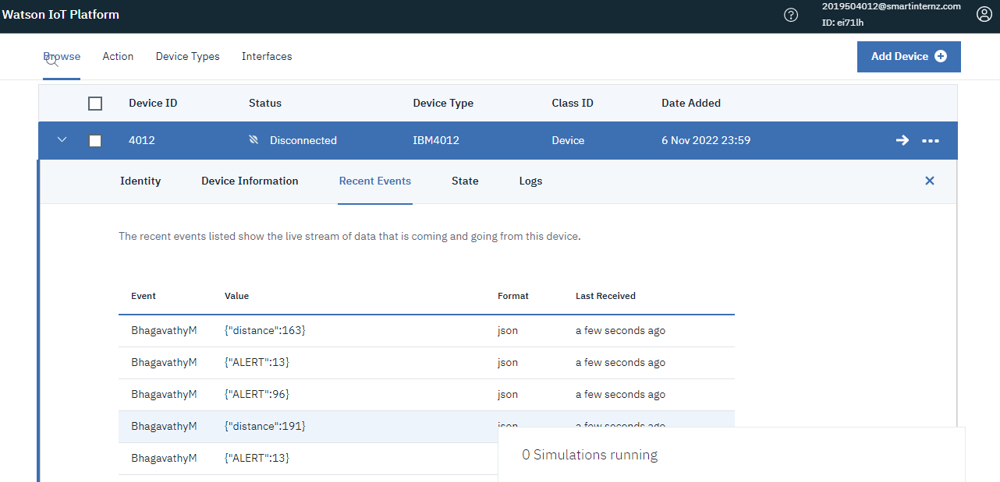 Watson IoT Platform
2019504012@smartinternz.com
ID: ei71lh
Browse Action Device Types Interfaces
Add Device
Device ID Status Device Type Class ID Date Added
4012 Disconnected IBM4012 Device 6 Nov 2022 23:59
Identity Device Information Recent Events State Logs
The recent events listed show the live stream of data that is coming and going from this device.
Event Value Format Last Received
BhagavathyM {"distance":163} json a few seconds ago
BhagavathyM {"ALERT":13} json a few seconds ago
BhagavathyM {"ALERT":96} json a few seconds ago
BhagavathyM {"distance":191} json a few seconds ago
BhagavathyM {"ALERT":13}
0 Simulations running